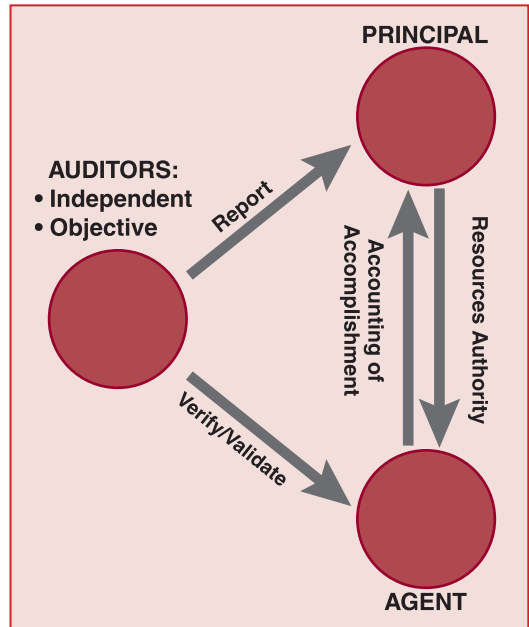 PRINCIPAL
AUDITORS:
• Independent
• Objective
Report
Accounting of
Accomplishment
Resources Authority
Verify/Validate
AGENT